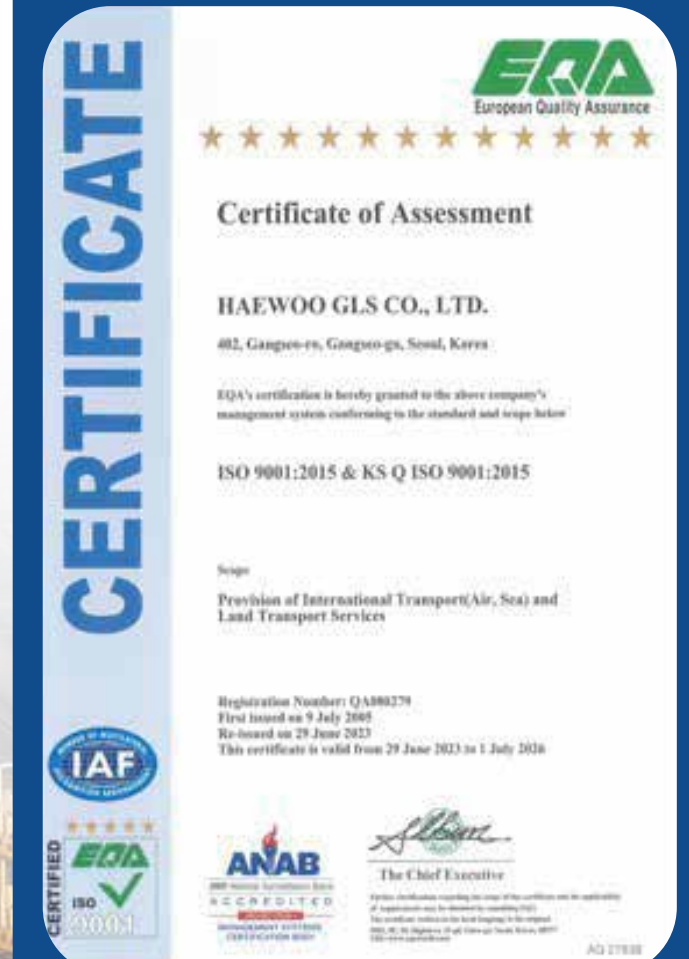 CERTIFICATE
EQA
European Quality Assurance
Certificate of Assessment
HAEWOO GLS CO., LTD.
402, Gangseo-ro, Gangseo-gu, Seoul, Korea
EQA's certification is hereby granted to the above company's
management system conforming to the standard and scope below
ISO 9001:2015 & KS Q ISO 9001:2015
Scope
Provision of International Transport(Air, Sea) and
Land Transport Services
Registration Number:
First issued on 9 July 2005
Re-issued on 29 June 2023
This certificate is valid from 29 June 2023 to 1 July 2026
IAF
CERTIFIED
EQA
ISO
9001
ANAB
ACCREDITED
MANAGEMENT SYSTEMS
CERTIFICATION BODY
The Chief Executive